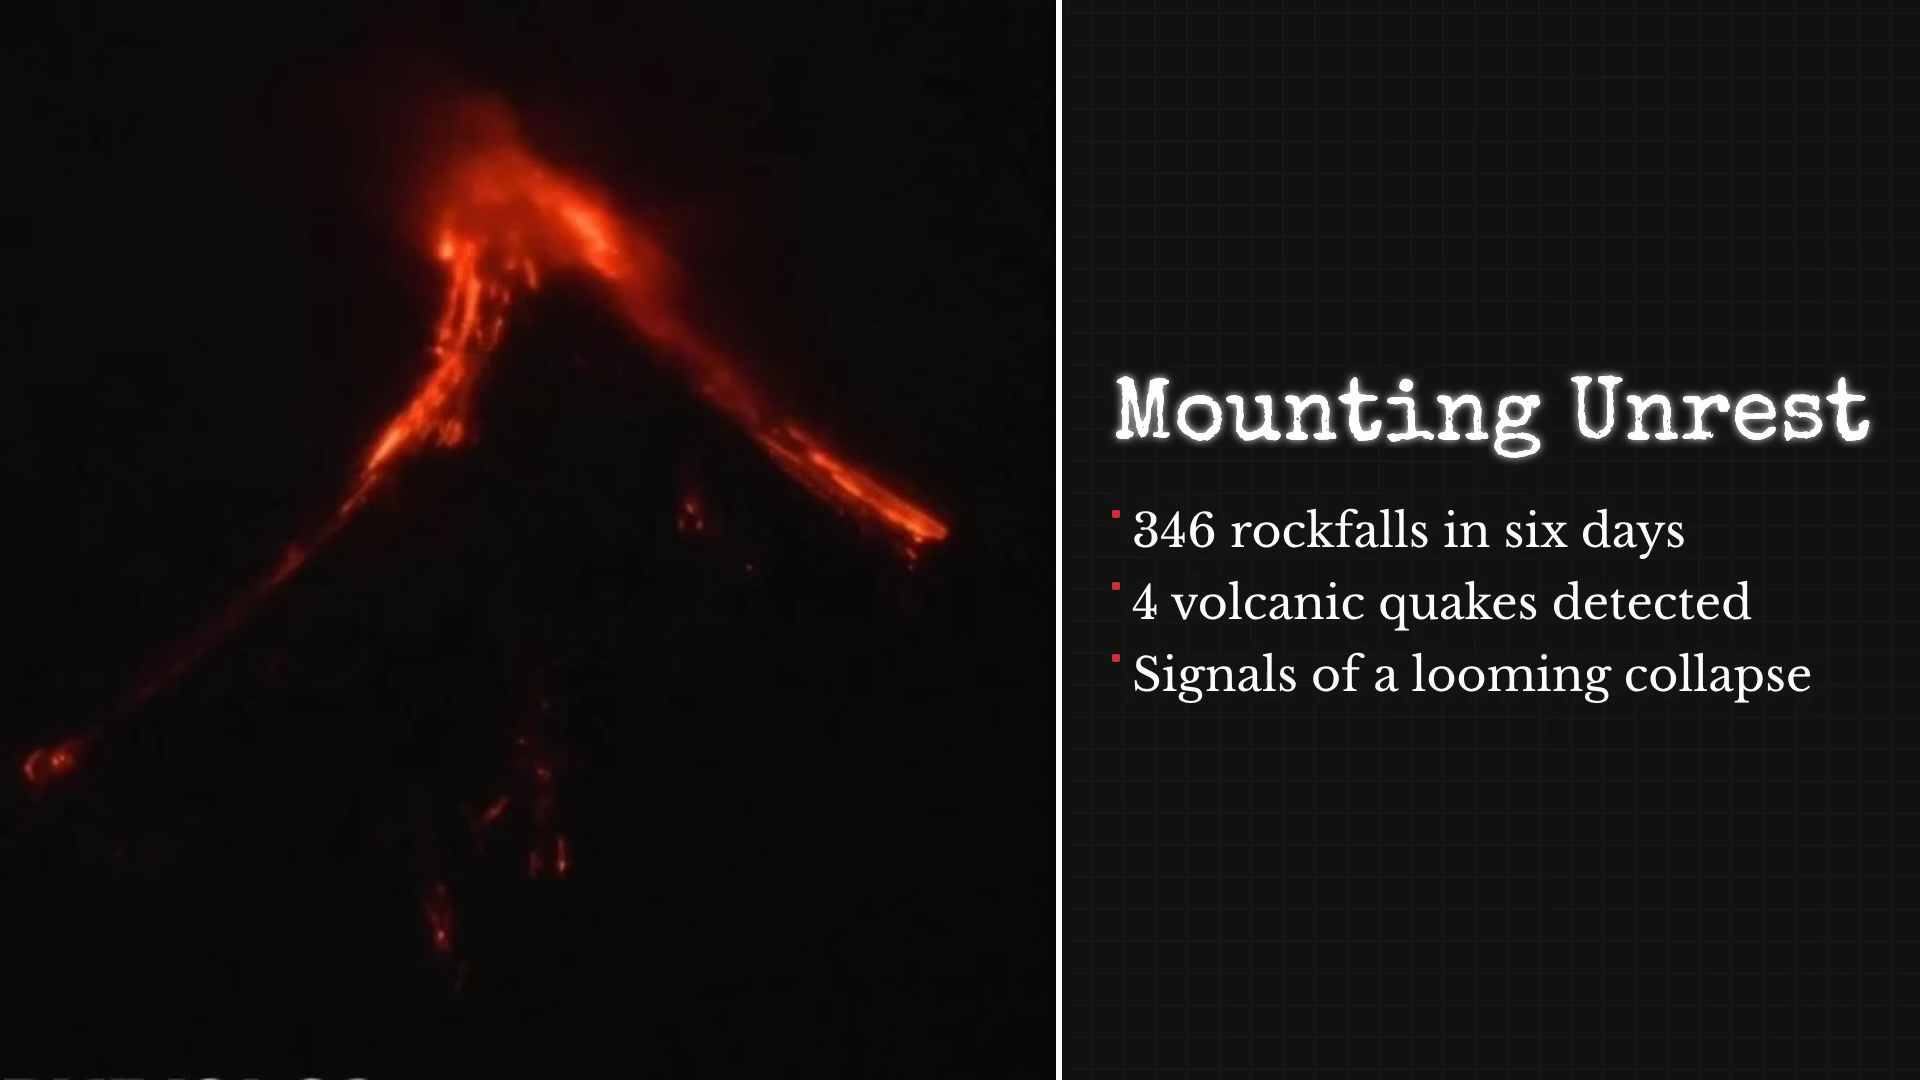 Mounting Unrest
346 rockfalls in six days
4 volcanic quakes detected
Signals of a looming collapse